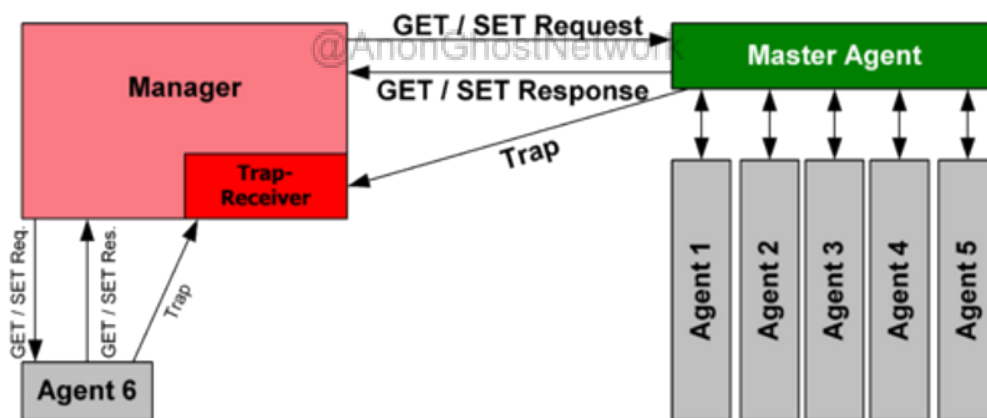 GET / SET Request
@AnonGhostNetwork
Master Agent
Manager
GET / SET Response
Trap
Trap-
Receiver
GET / SET Req.
GET / SET Res.
Trap
Agent 1
Agent 2
Agent 3
Agent 4
Agent 5
Agent 6